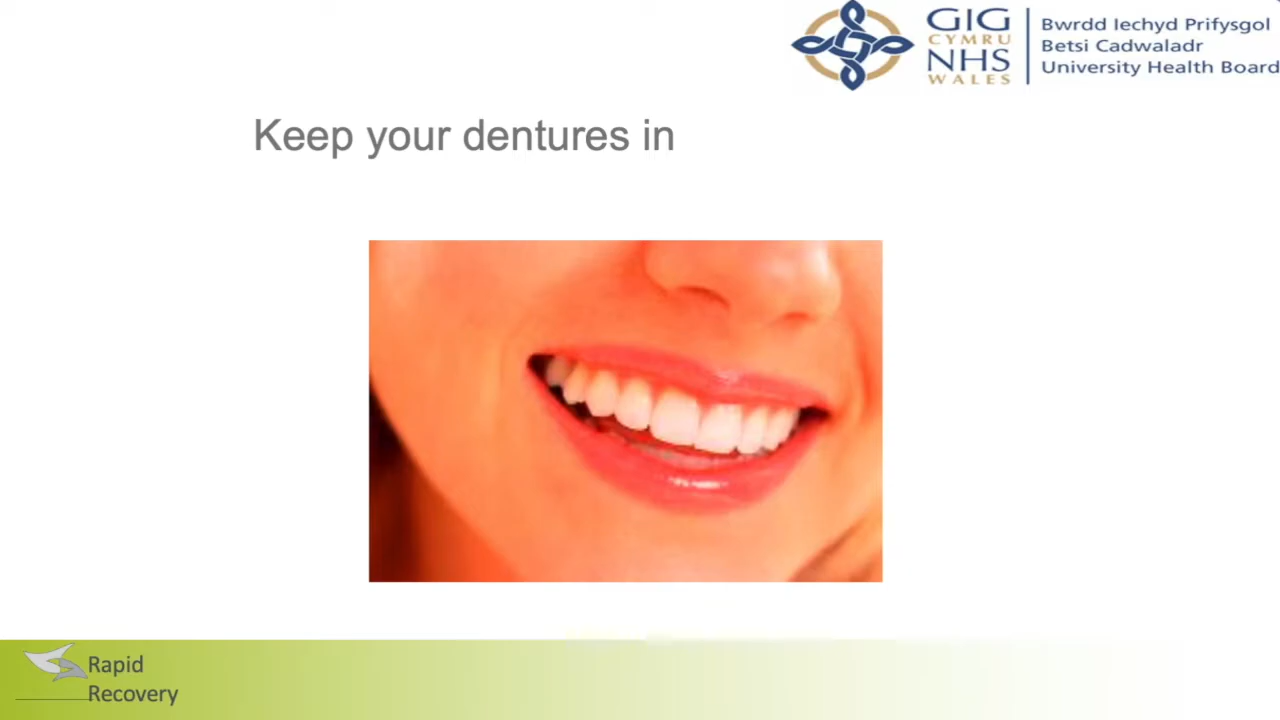 GIG
CYMRU
NHS
WALES
Bwrdd Iechyd Prifysgol
Betsi Cadwaladr
University Health Board
Keep your dentures in
Rapid
Recovery